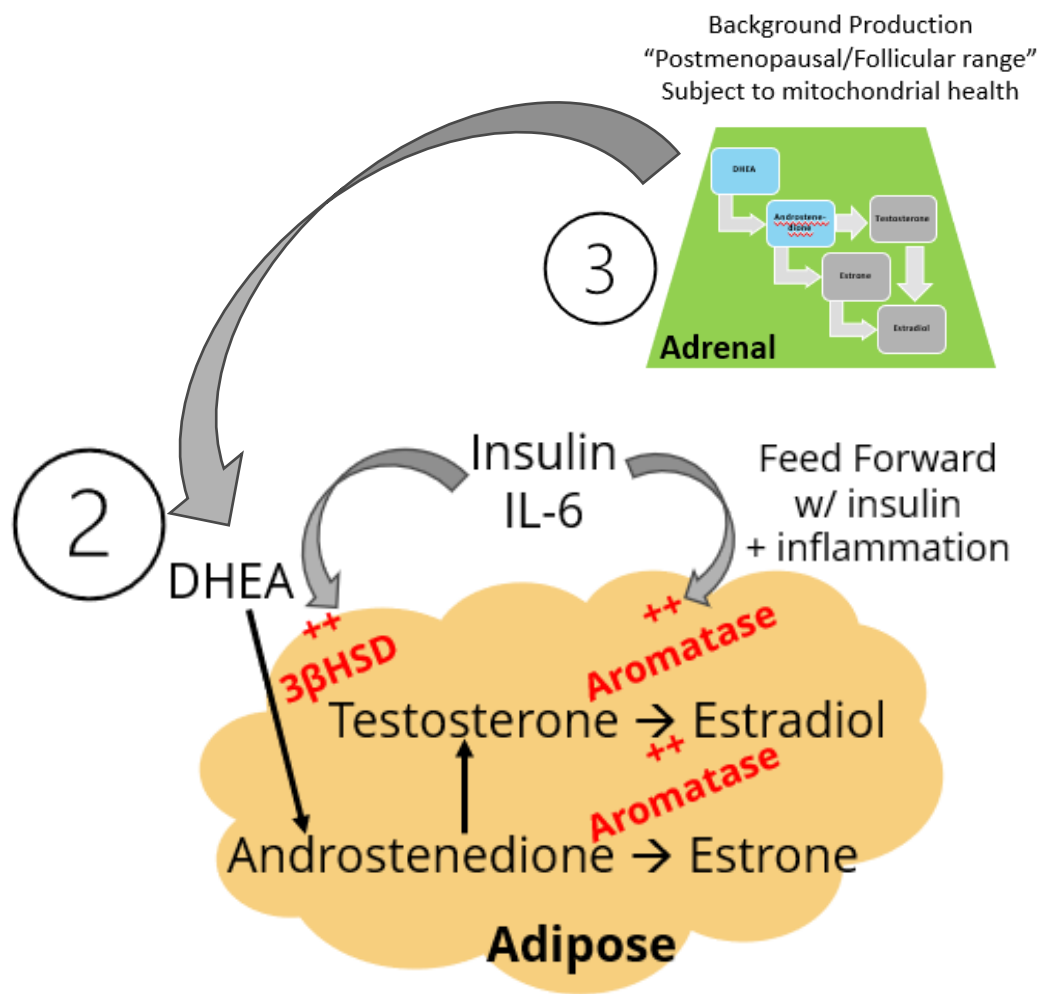 Background Production
“Postmenopausal/Follicular range”
Subject to mitochondrial health
DHEA
Androstene-
dione
Testosterone
Estrone
Estradiol
Adrenal
3
2
Insulin
IL-6
Feed Forward
w/ insulin
+ inflammation
DHEA
++
3βHSD
++
Aromatase
Testosterone → Estradiol
++
Aromatase
Androstenedione → Estrone
Adipose